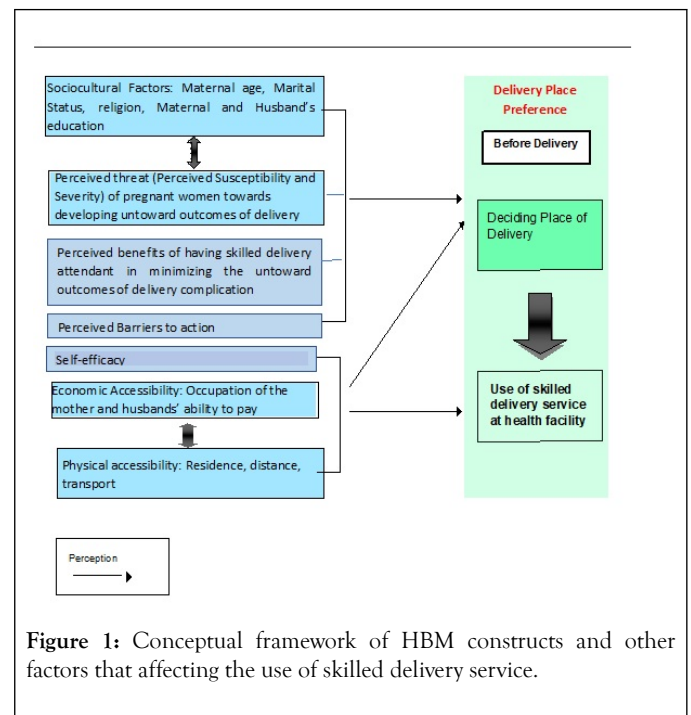 Sociocultural Factors: Maternal age, Marital
Status, religion, Maternal and Husband's
education
Perceived threat (Perceived Susceptibility and
Severity) of pregnant women towards
developing untoward outcomes of delivery
Perceived benefits of having skilled delivery
attendant in minimizing the untoward
outcomes of delivery complication
Perceived Barriers to action
Self-efficacy
Economic Accessibility: Occupation of the
mother and husbands' ability to pay
Physical accessibility: Residence, distance,
transport
Delivery Place
Preference
Before Delivery
Deciding Place of
Delivery
Use of skilled
delivery service
at health facility
Perception
Figure 1: Conceptual framework of HBM constructs and other
factors that affecting the use of skilled delivery service.